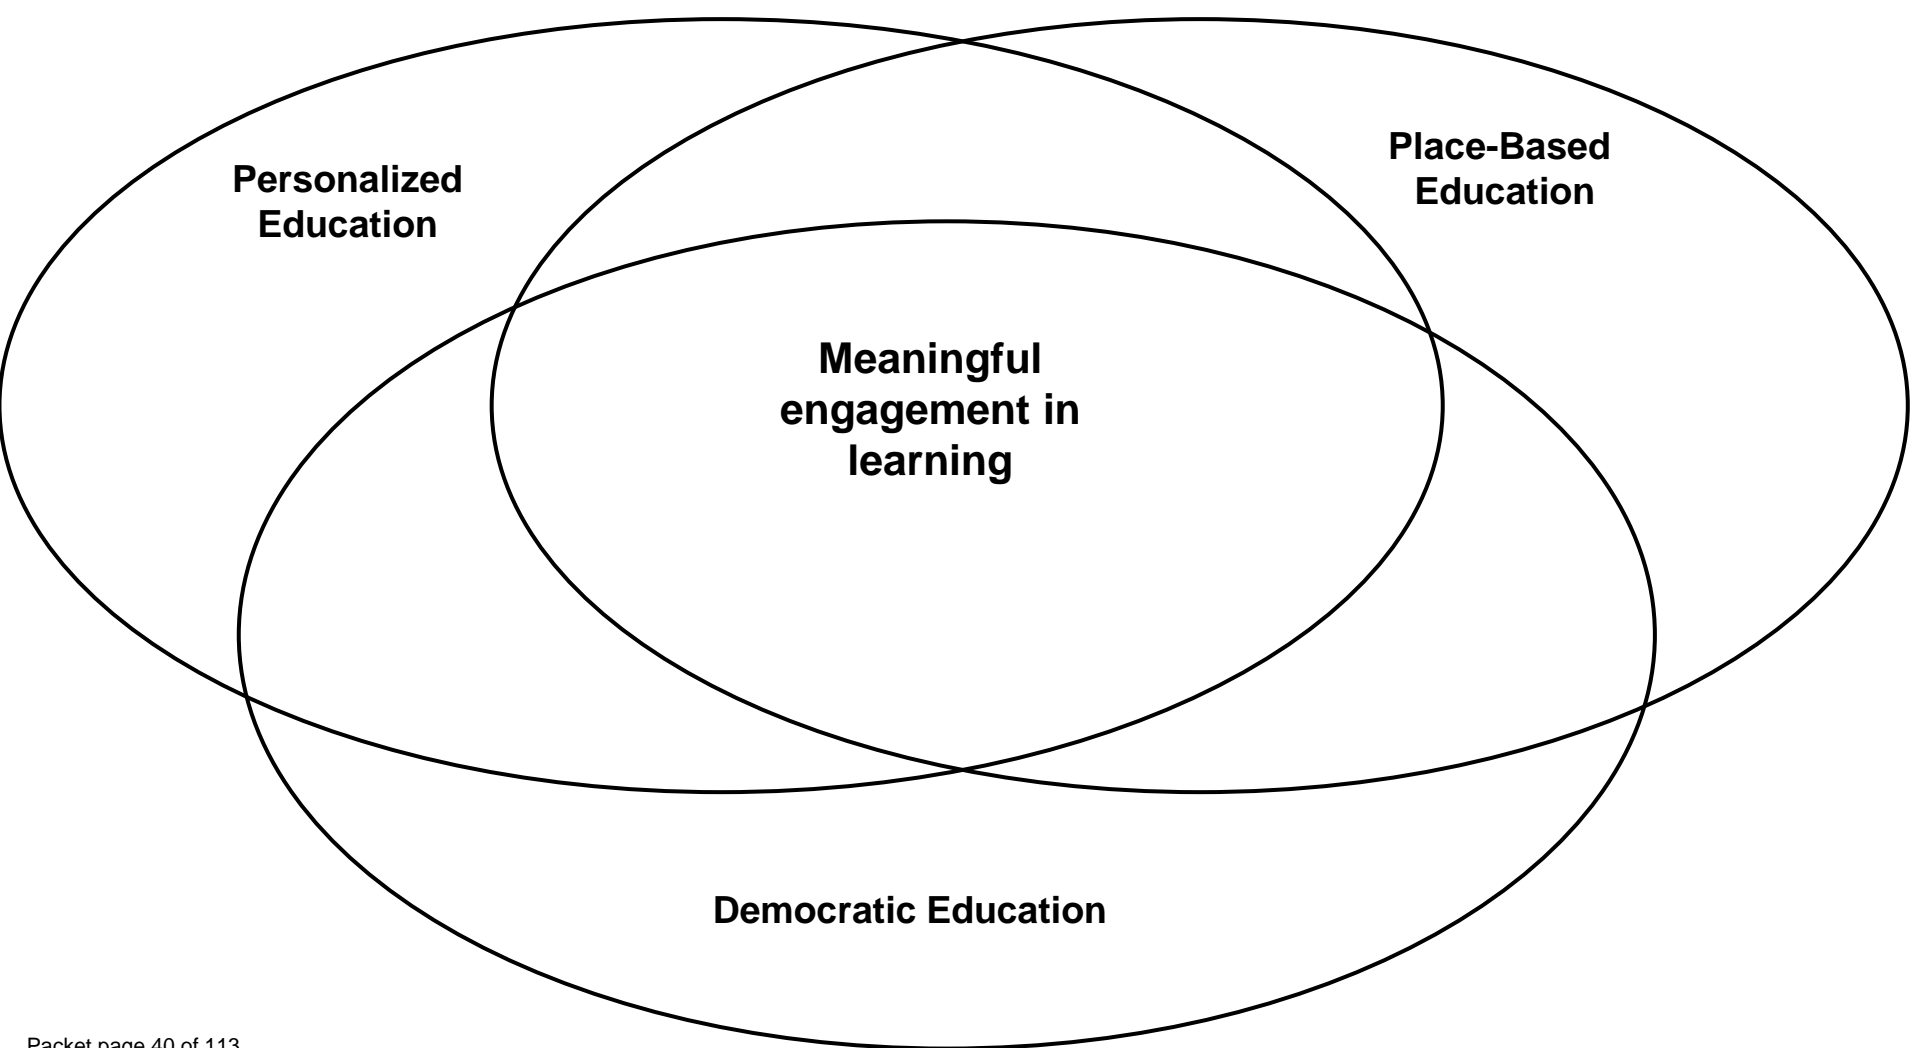 Personalized
Education
Place-Based
Education
Meaningful
engagement in
learning
Democratic Education
Packet page 40 of 113